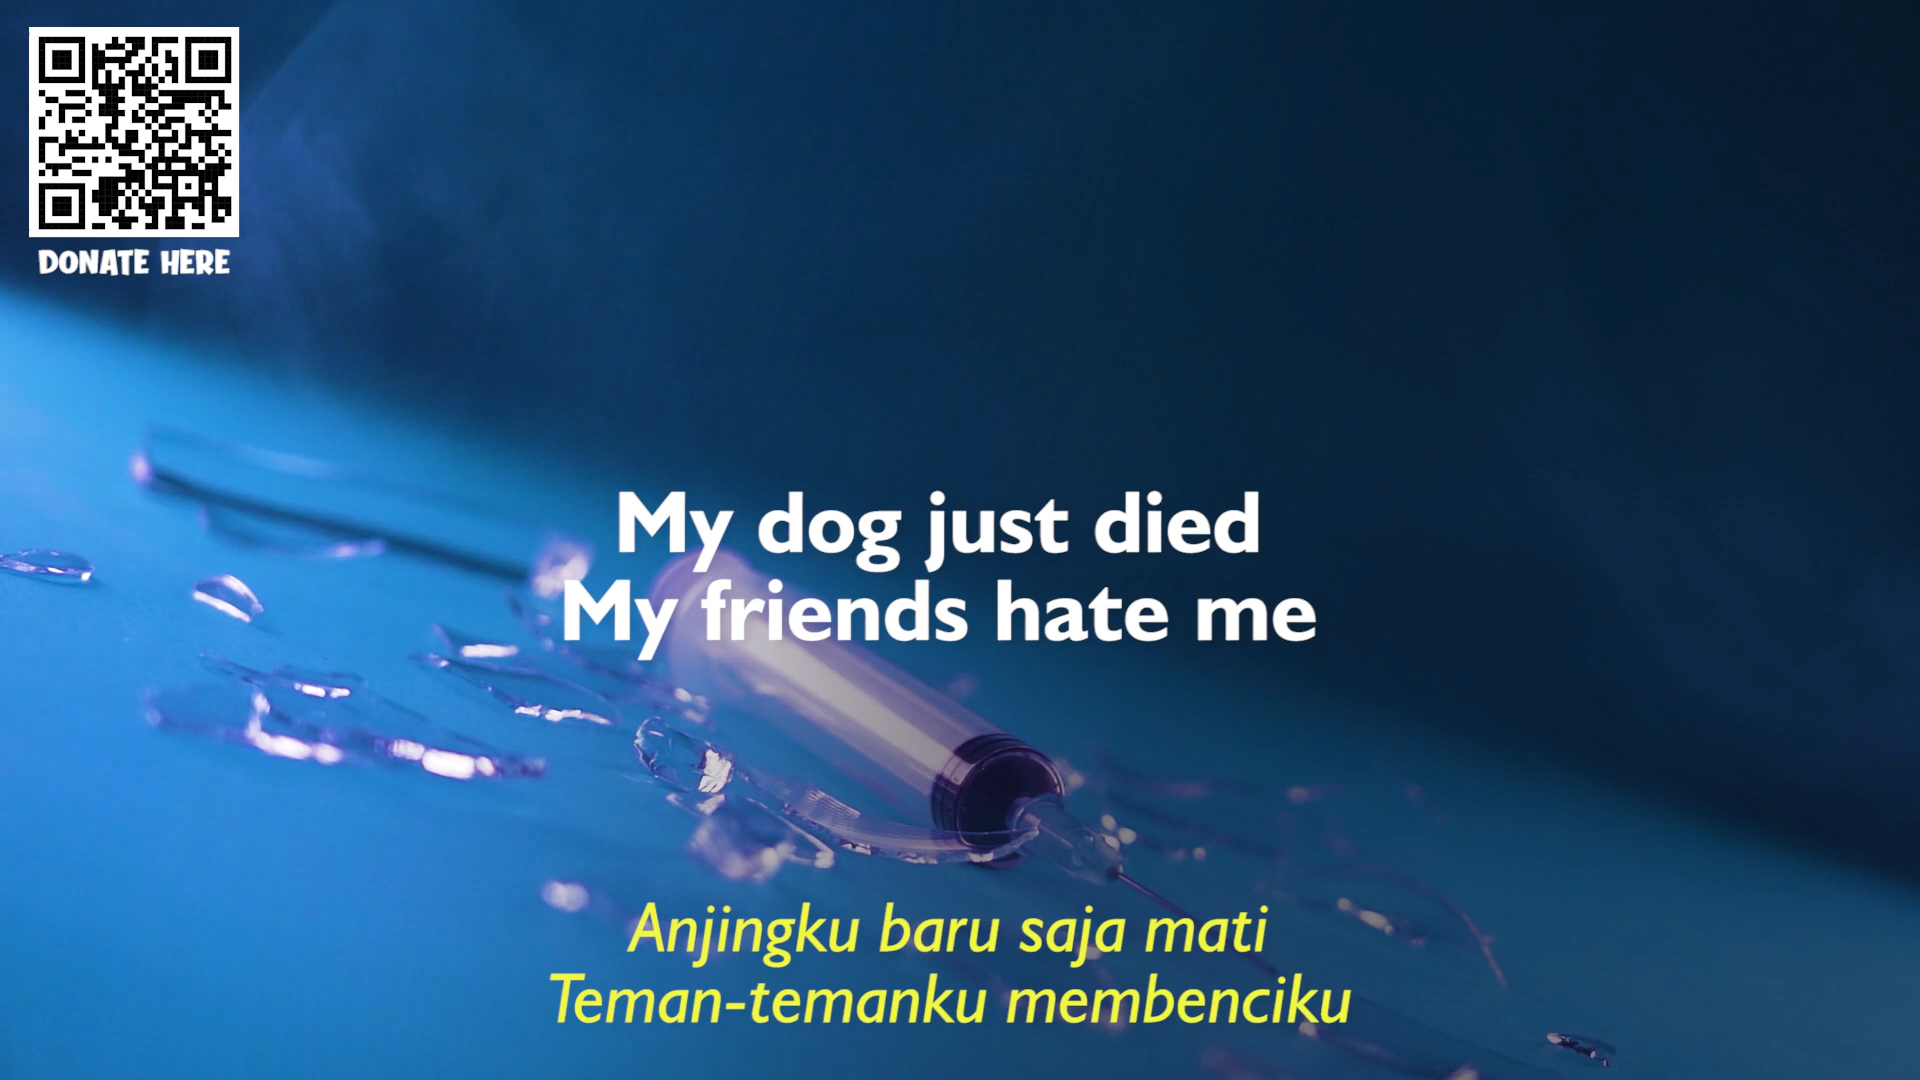 DONATE HERE
My dog just died
My friends hate me
Anjingku baru saja mati
Teman-temanku membenciku